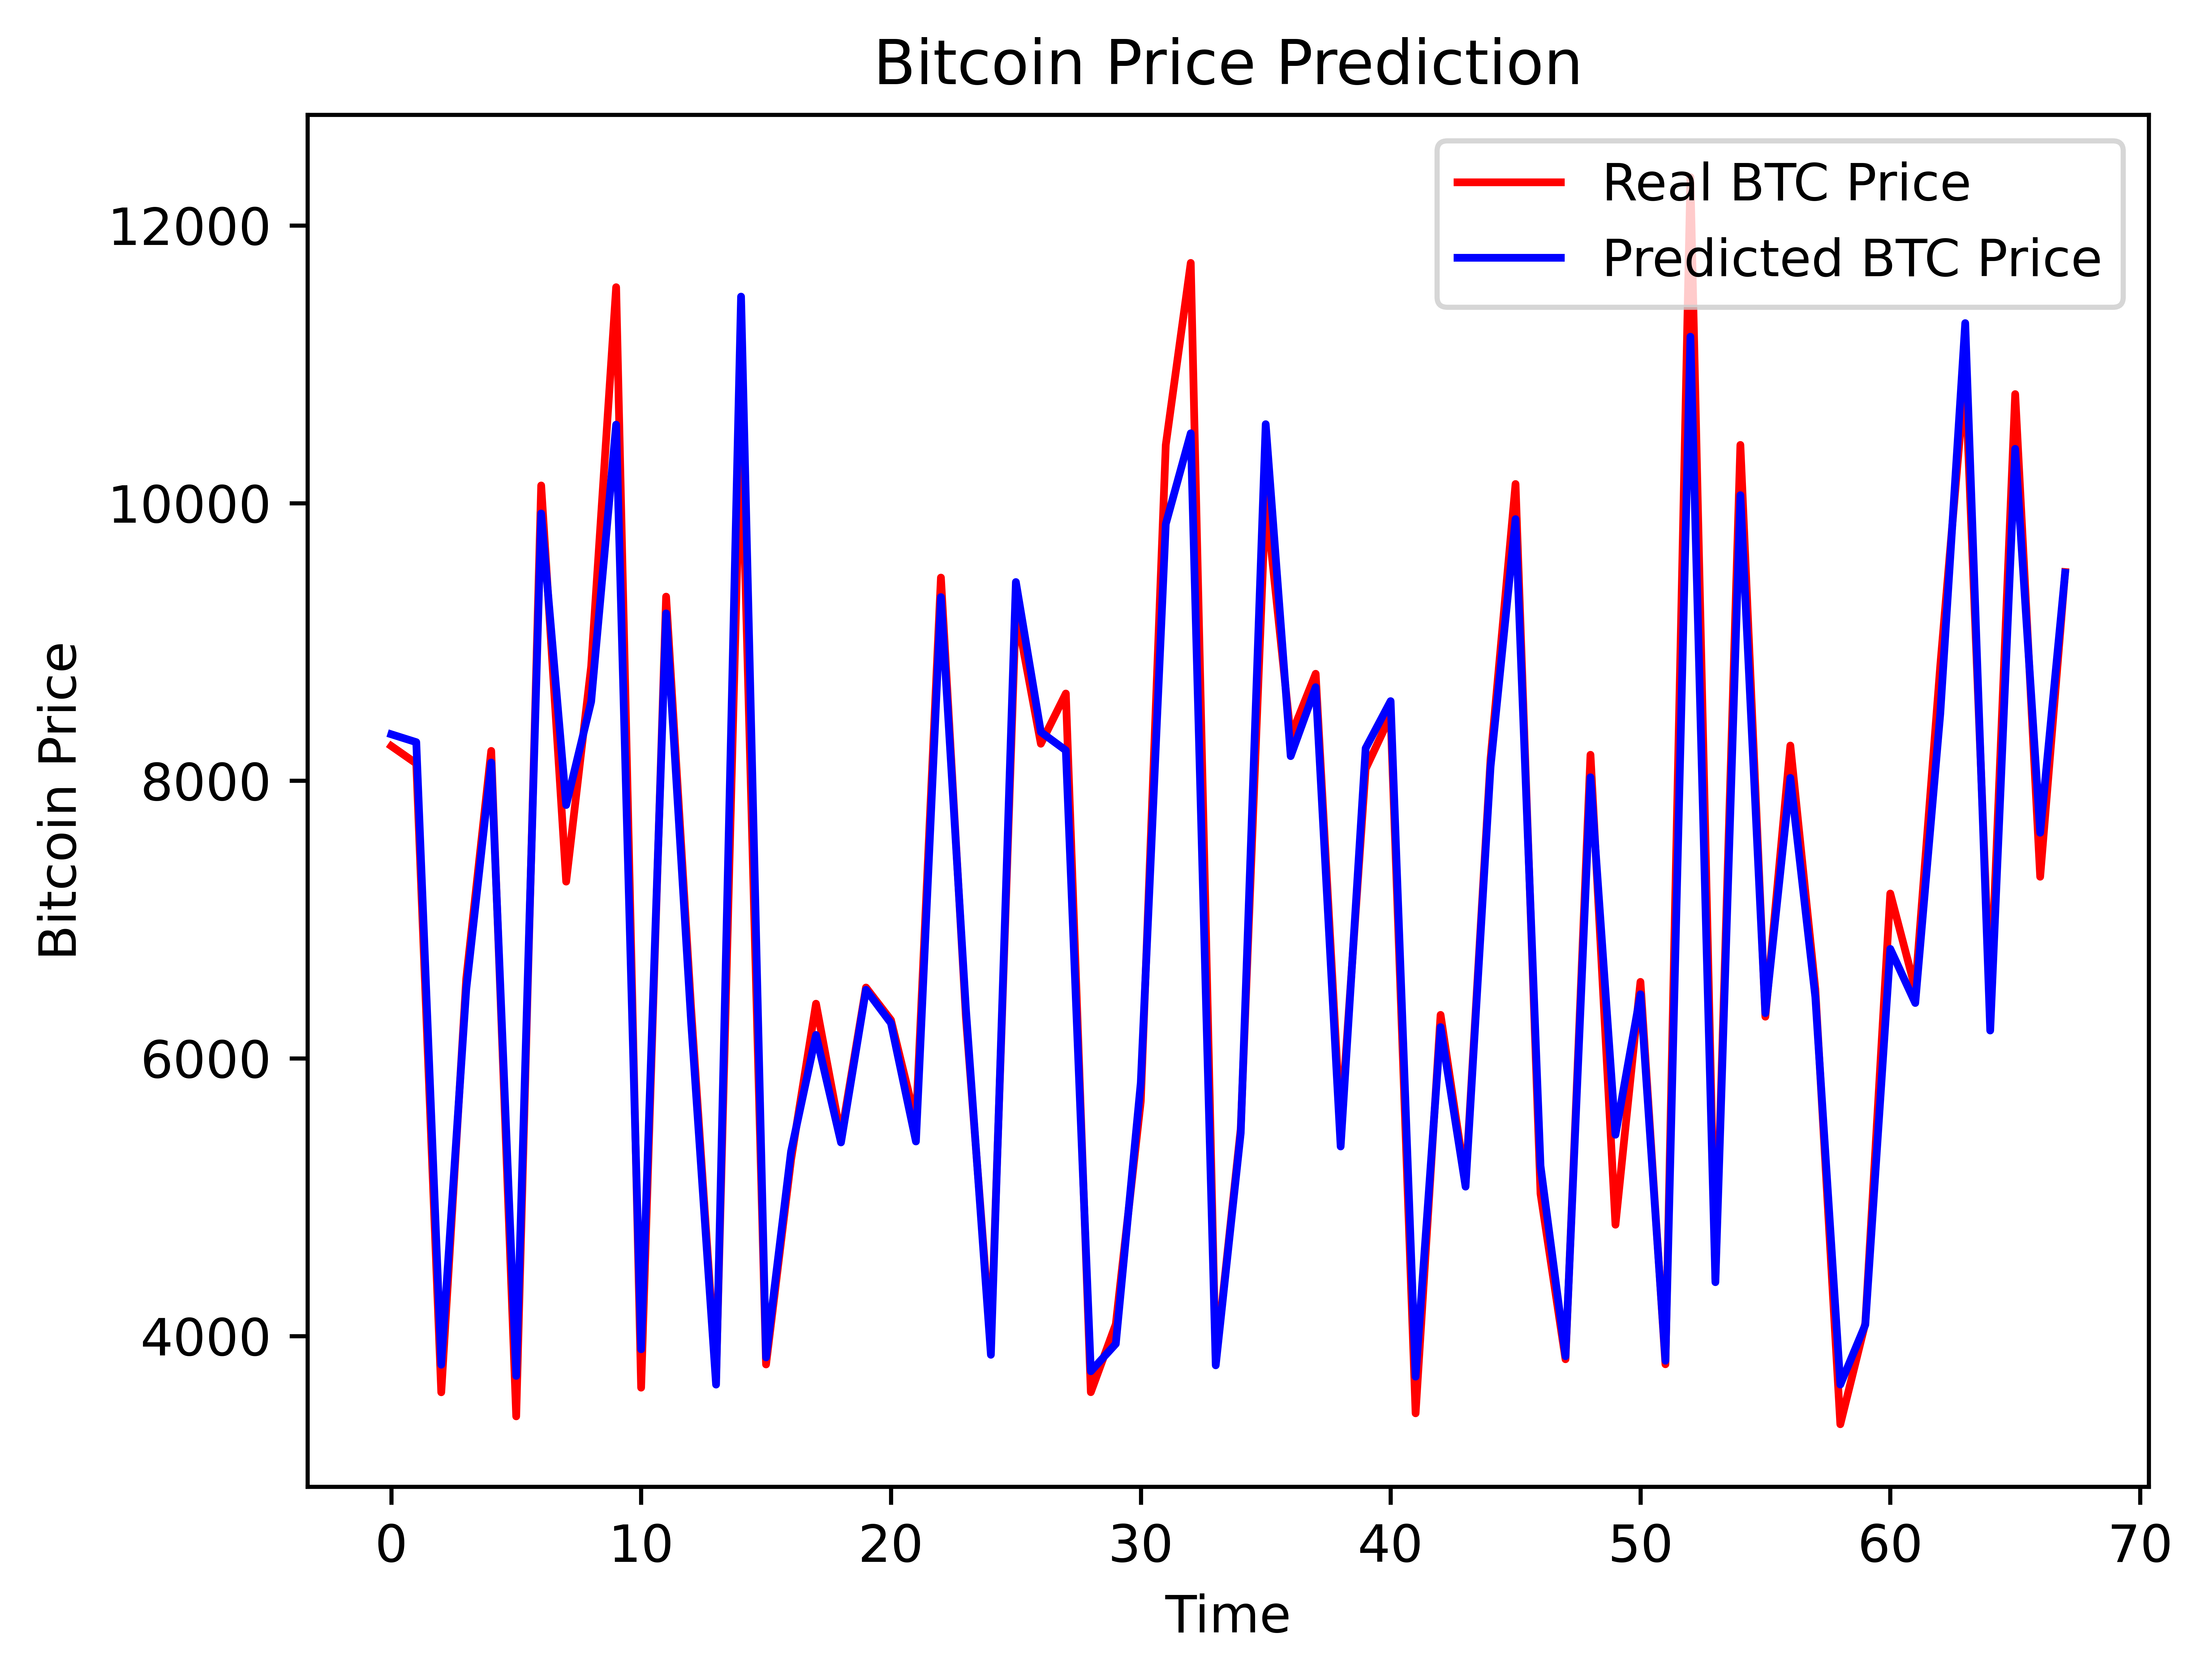 Bitcoin Price Prediction
Real BTC Price
Predicted BTC Price
Bitcoin Price
12000
10000
8000
6000
4000
0 10 20 30 40 50 60 70
Time